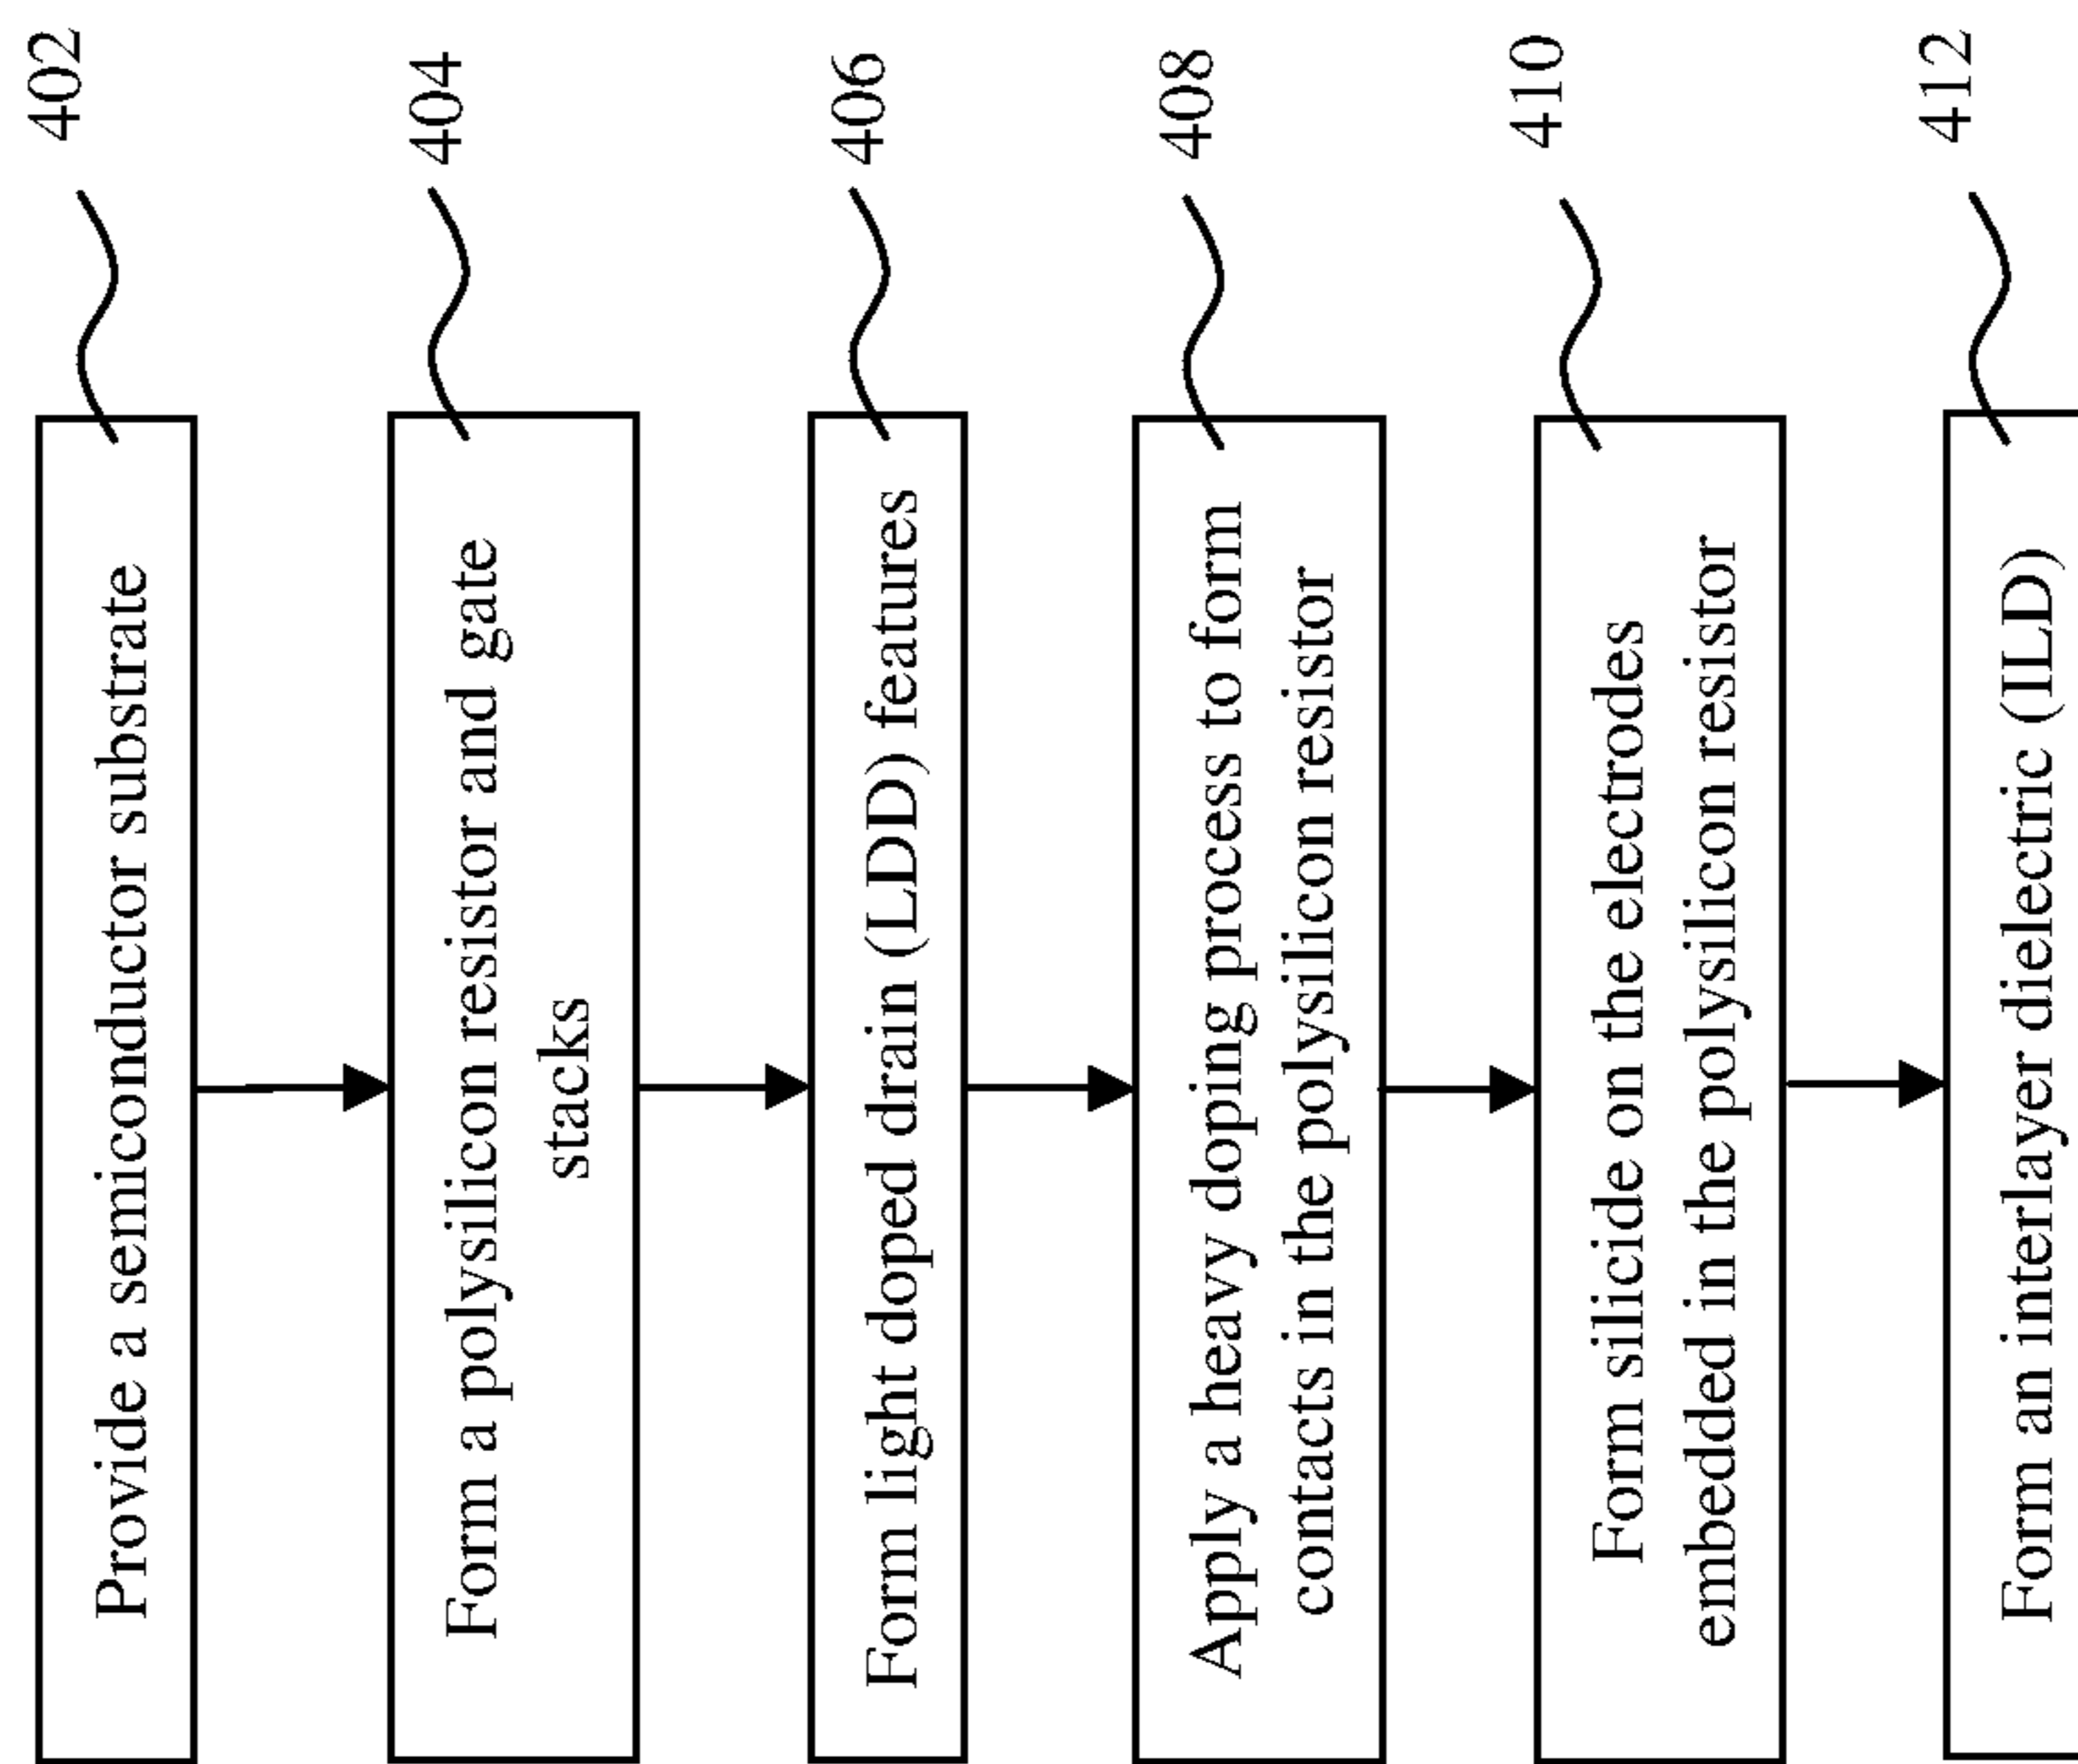 402
Provide a semiconductor substrate
404
Form a polysilicon resistor and gate
stacks
406
Form light doped drain (LDD) features
408
Apply a heavy doping process to form
contacts in the polysilicon resistor
410
Form silicide on the electrodes
embedded in the polysilicon resistor
412
Form an interlayer dielectric (ILD)